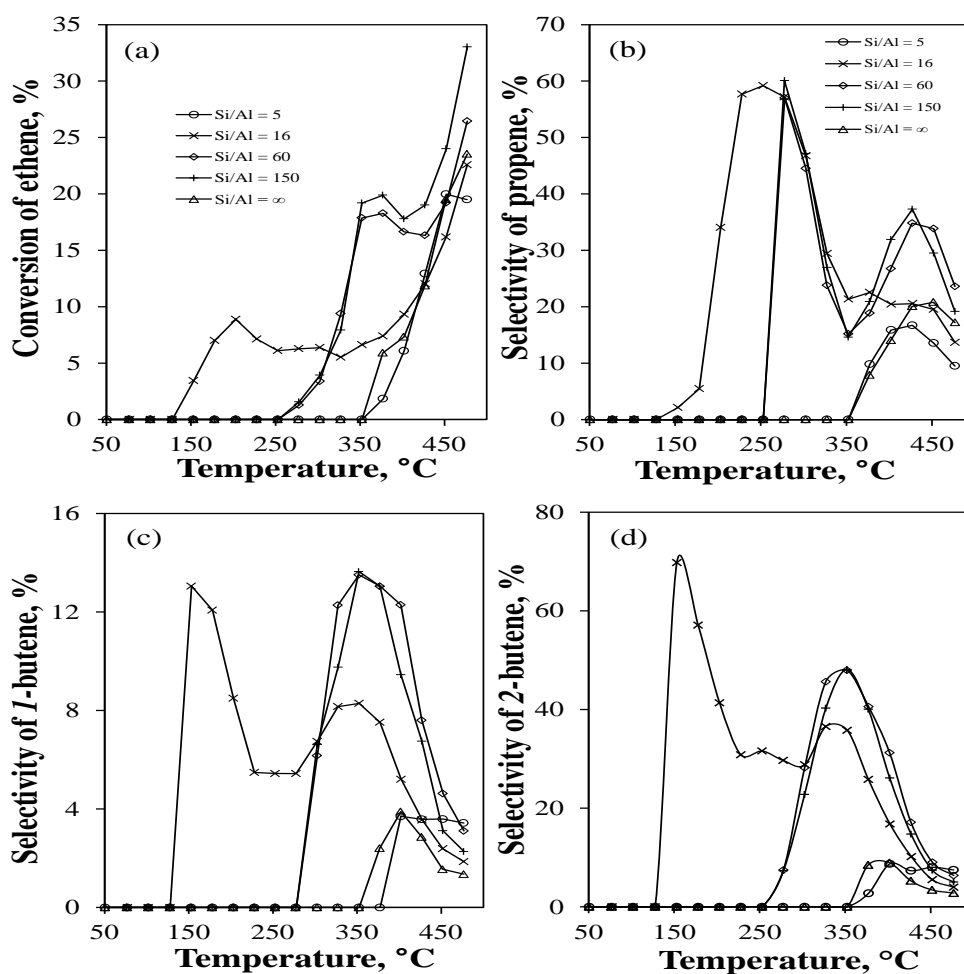 (a)
Conversion of ethene, %
35
30
25
20
15
10
5
0
Si/Al = 5
Si/Al = 16
Si/Al = 60
Si/Al = 150
Si/Al = ∞
50 150 250 350 450
Temperature, °C
(b)
Selectivity of propene, %
70
60
50
40
30
20
10
0
Si/Al = 5
Si/Al = 16
Si/Al = 60
Si/Al = 150
Si/Al = ∞
50 150 250 350 450
Temperature, °C
(c)
Selectivity of 1-butene, %
16
12
8
4
0
50 150 250 350 450
Temperature, °C
(d)
Selectivity of 2-butene, %
80
60
40
20
0
50 150 250 350 450
Temperature, °C